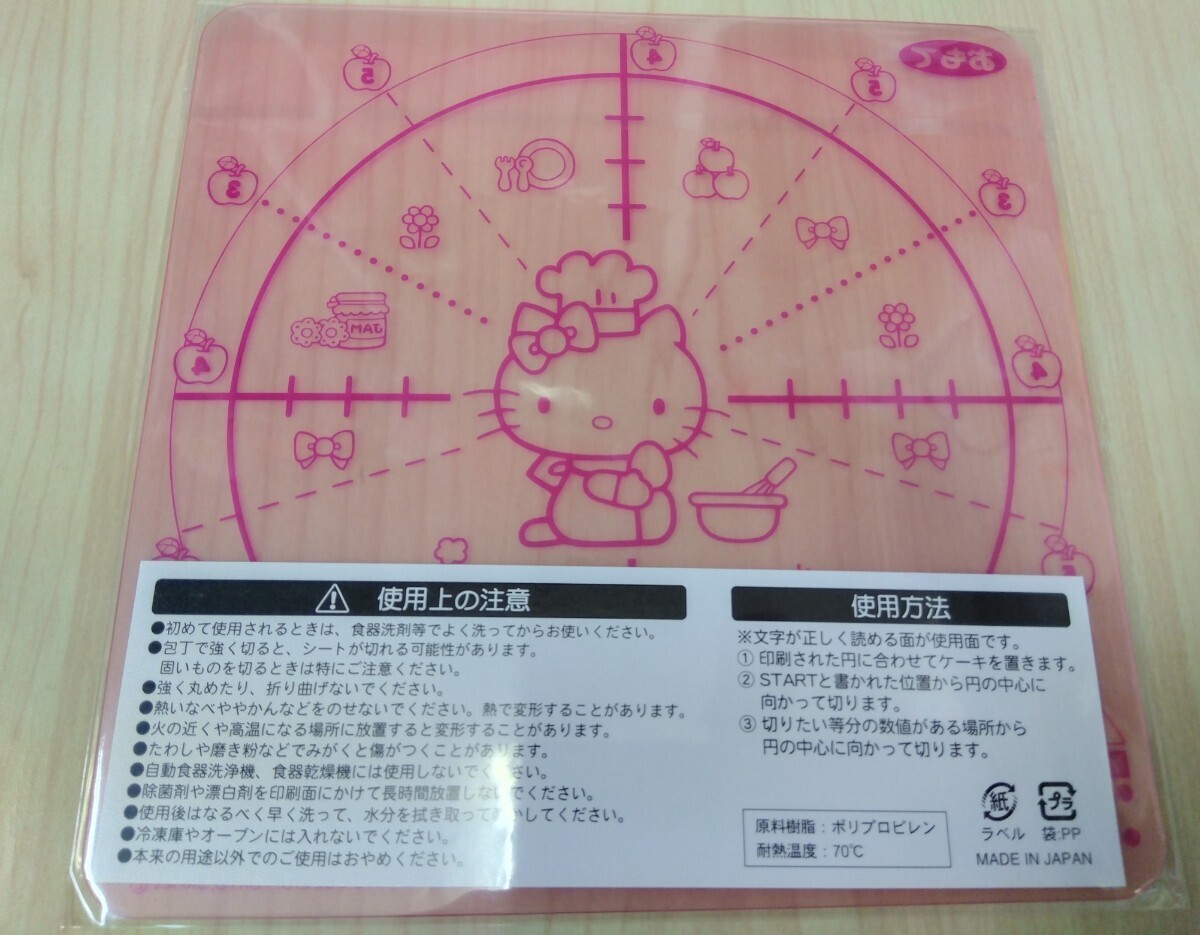 おもて
4
5
5
3
3
4
4
JAM
5
5
使用上の注意
●初めて使用されるときは、食器洗剤等でよく洗ってからお使いください。
●包丁で強く切ると、シートが切れる可能性があります。
固いものを切るときは特にご注意ください。
●強く丸めたり、折り曲げないでください。
●熱いなべややかんなどをのせないでください。熱で変形することがあります。
●火の近くや高温になる場所に放置すると変形することがあります。
●たわしや磨き粉などでみがくと傷がつくことがあります。
●自動食器洗浄機、食器乾燥機には使用しないでください。
●除菌剤や漂白剤を印刷面にかけて長時間放置しないでください。
●使用後はなるべく早く洗って、水分を拭き取って乾かしてください。
●冷凍庫やオーブンには入れないでください。
●本来の用途以外でのご使用はおやめください。
使用方法
※文字が正しく読める面が使用面です。
① 印刷された円に合わせてケーキを置きます。
② STARTと書かれた位置から円の中心に
向かって切ります。
③ 切りたい等分の数値がある場所から
円の中心に向かって切ります。
原料樹脂：ポリプロピレン
耐熱温度：70℃
紙
プラ
ラベル
袋:PP
MADE IN JAPAN